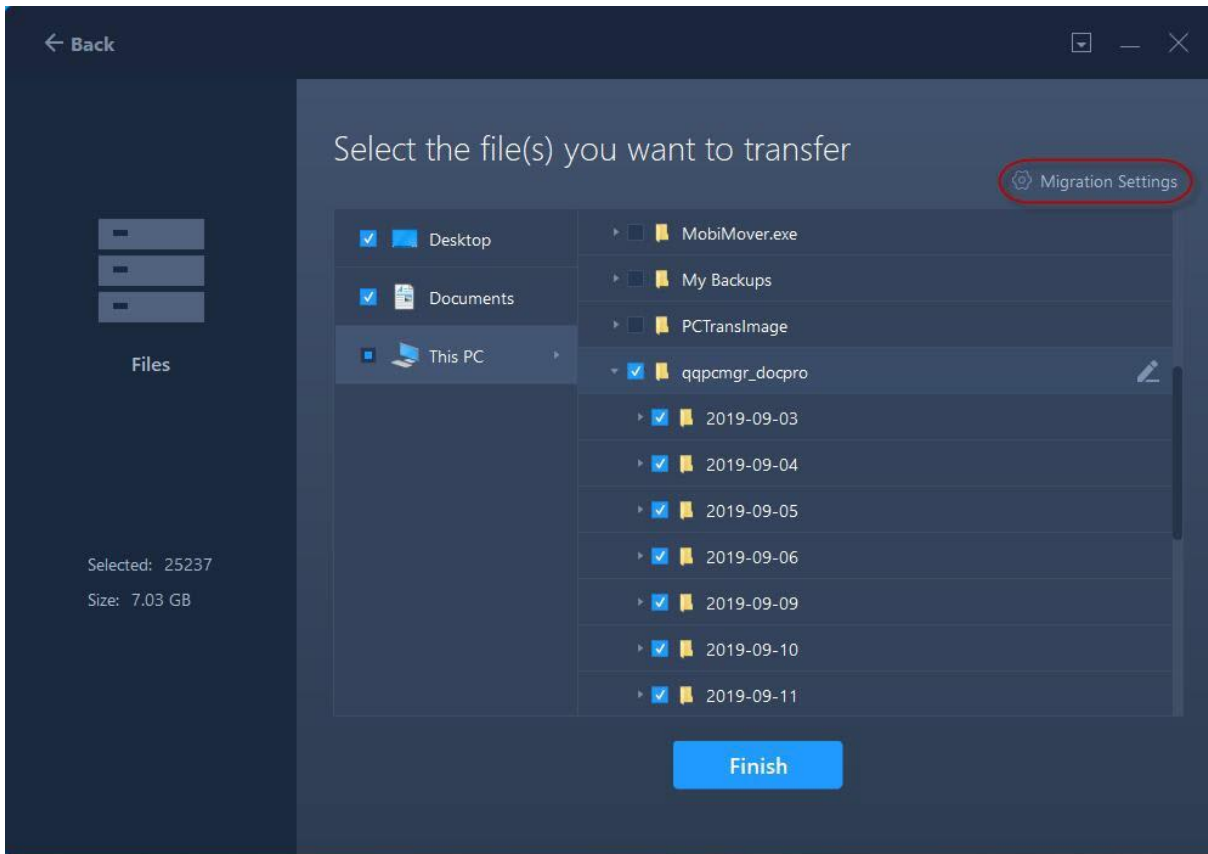 Back
Select the file(s) you want to transfer
Migration Settings
Files
Selected: 25237
Size: 7.03 GB
Desktop
Documents
This PC
MobiMover.exe
My Backups
PCTransImage
qqpcmgr_docpro
2019-09-03
2019-09-04
2019-09-05
2019-09-06
2019-09-09
2019-09-10
2019-09-11
Finish